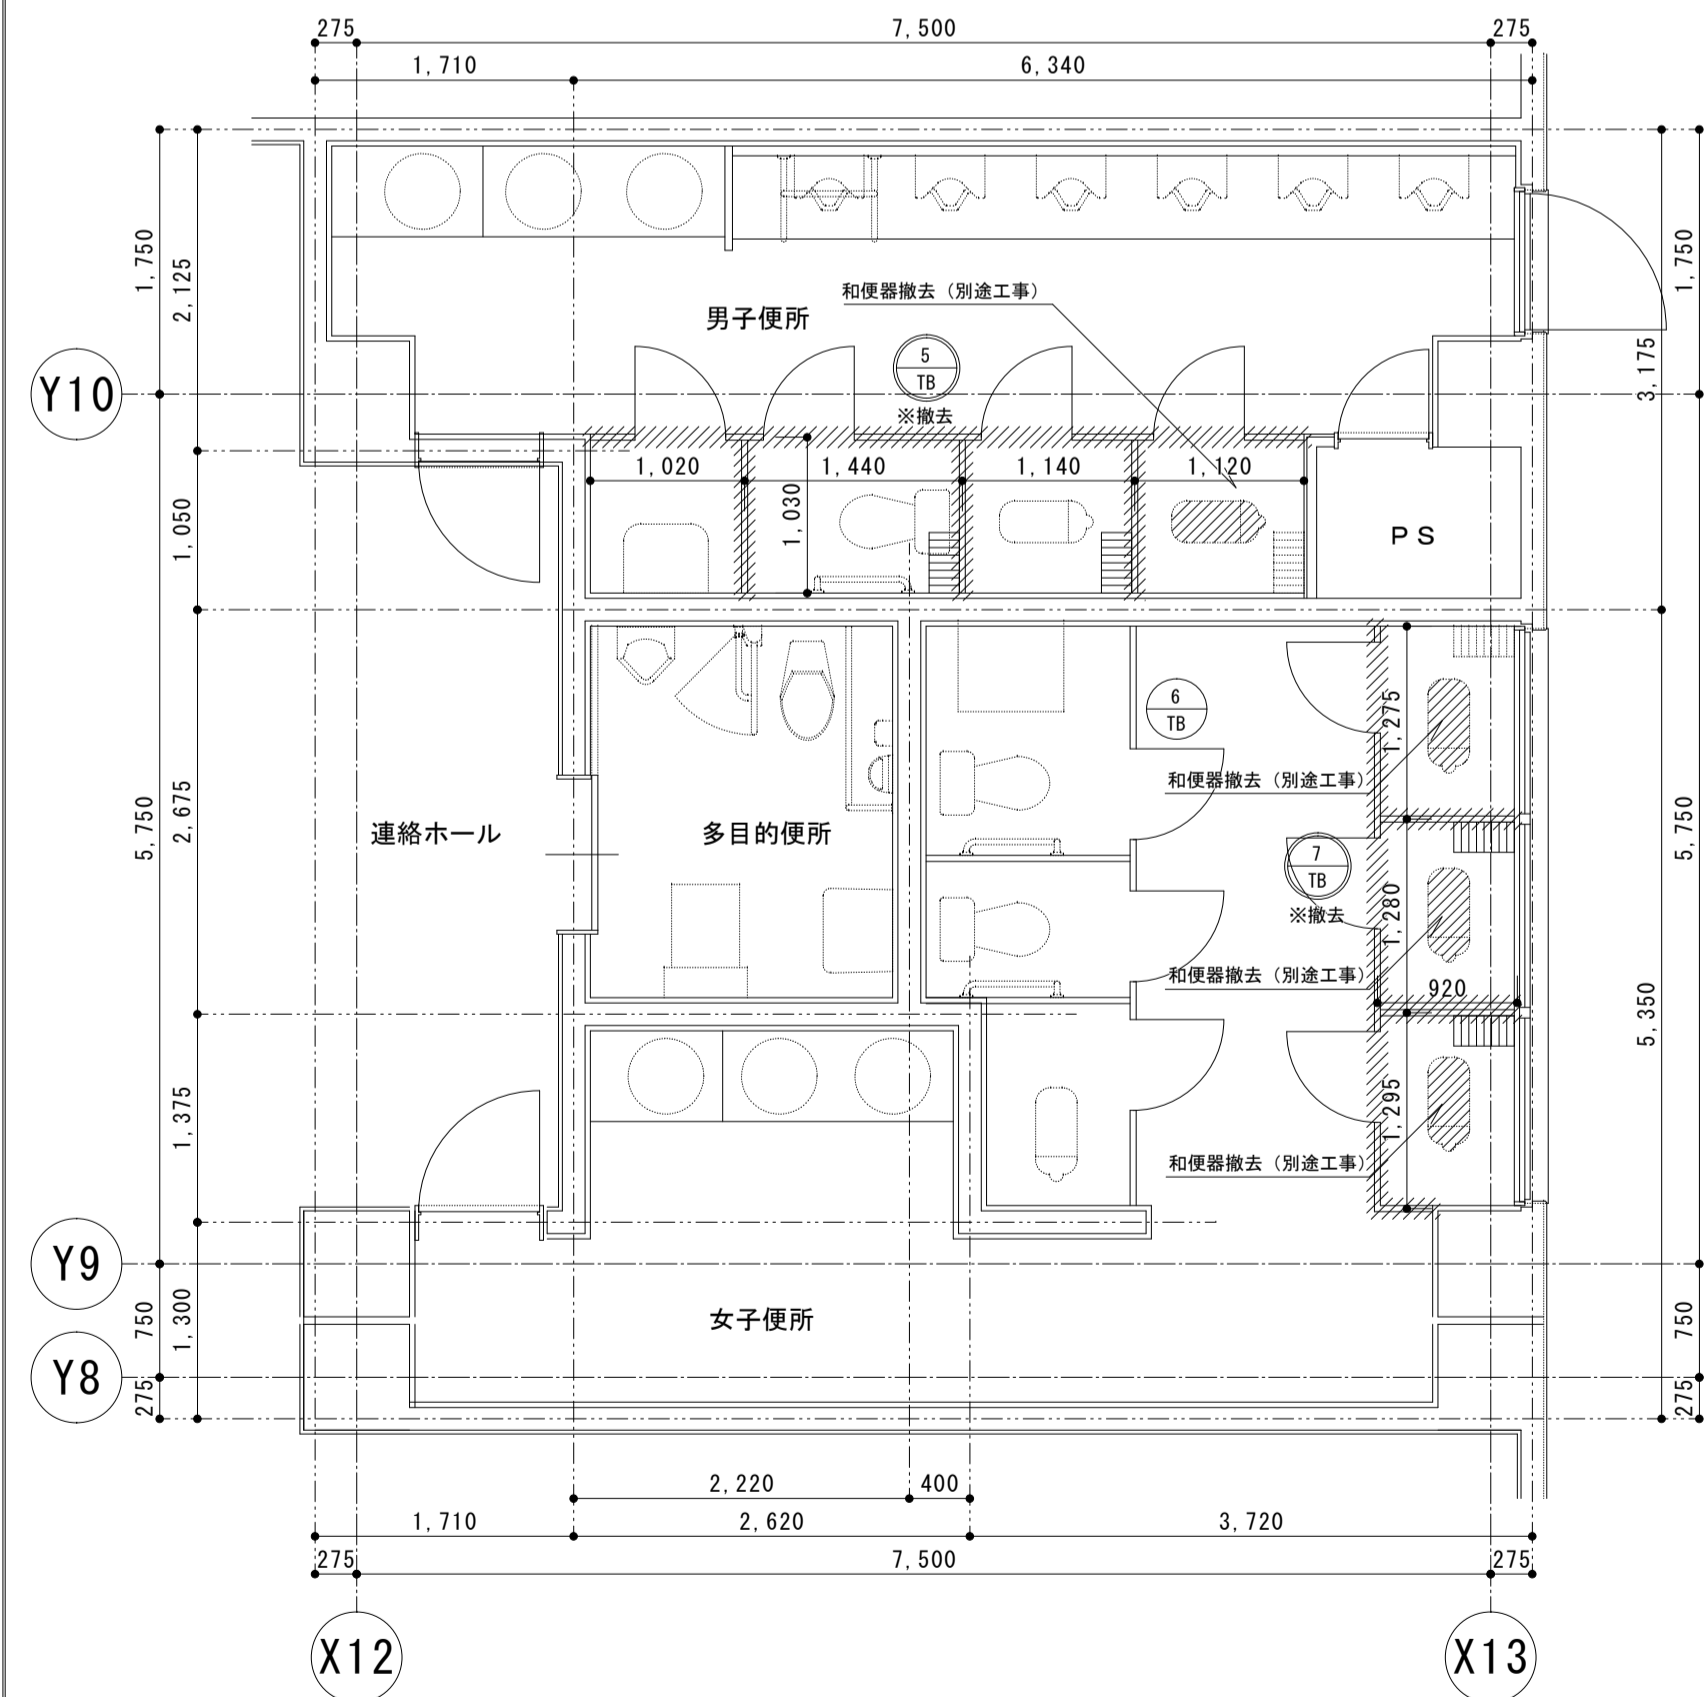 275
7,500
275
1,710
6,340
1,750
2,125
1,750
和便器撤去（別途工事）
男子便所
5
TB
※撤去
3,175
Y10
1,020
1,440
1,140
1,120
1,030
1,050
ＰＳ
6
TB
1,275
和便器撤去（別途工事）
5,750
2,675
連絡ホール
多目的便所
7
TB
※撤去
1,280
5,750
和便器撤去（別途工事）
920
5,350
1,375
1,295
和便器撤去（別途工事）
Y9
750
1,300
女子便所
750
Y8
275
275
2,220
400
1,710
2,620
3,720
275
7,500
275
X12
X13